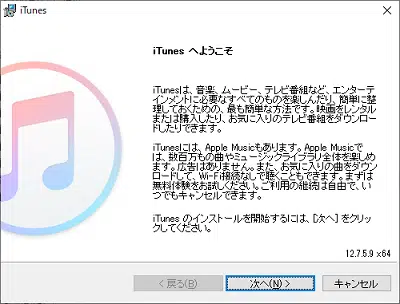 iTunes
iTunes へようこそ
iTunesは、音楽、ムービー、テレビ番組など、エンターテ
インメントに必要なすべてのものを楽しんだり、簡単に整
理しておくための、最も簡単な方法です。映画をレンタル
または購入したり、お気に入りのテレビ番組をダウンロー
ドしたりできます。
iTunesには、Apple Musicもあります。Apple Musicで
は、数百万もの曲やミュージックライブラリ全体を楽しめ
ます。広告はありません。また、お気に入りの曲をダウン
ロードして、Wi-Fi接続なしで聴くこともできます。まずは
無料体験をお試しください。ご利用の継続は自由で、い
つでもキャンセルできます。
iTunes のインストールを開始するには、[次へ] をクリッ
クしてください。
12.7.5.9 x64
< 戻る(B)
次へ(N) >
キャンセル